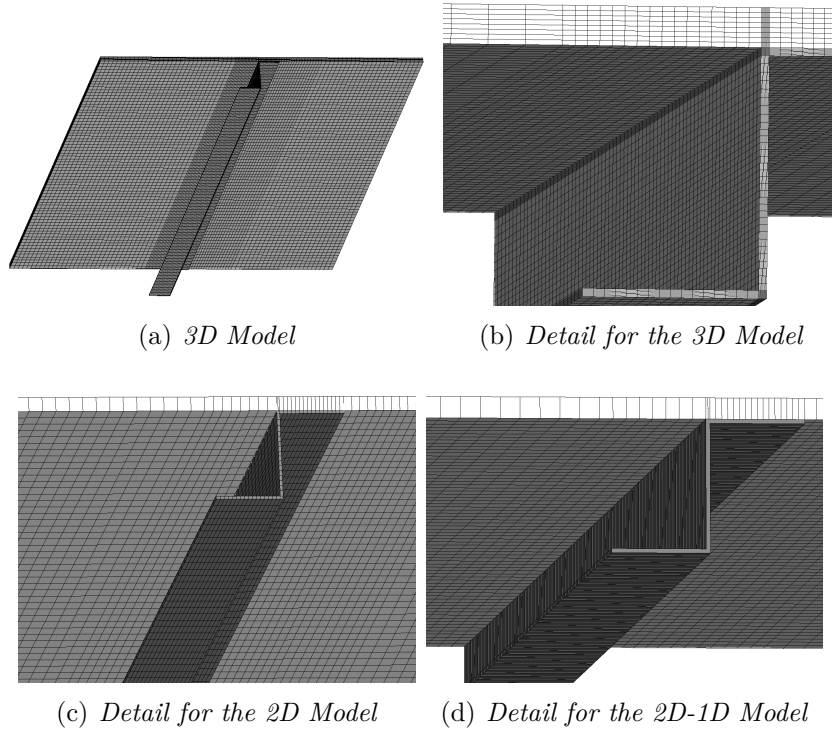 (a) 3D Model
(b) Detail for the 3D Model
(c) Detail for the 2D Model
(d) Detail for the 2D-1D Model